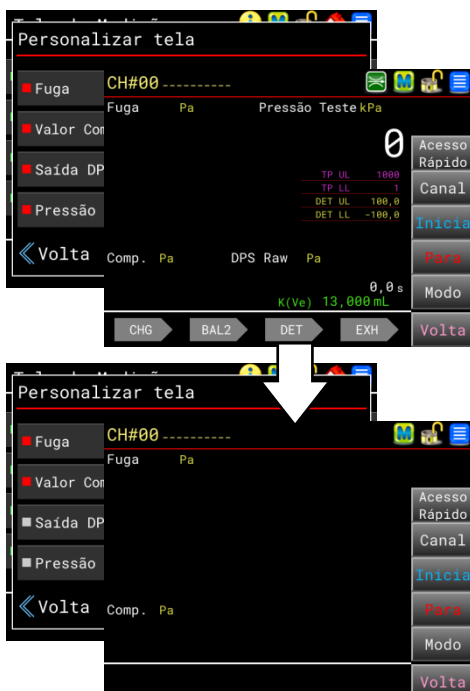 Personalizar tela
Fuga
Valor Com
Saída DP
Pressão
Volta
CH#00 ----------
Fuga Pa Pressão Teste kPa
0
TP UL 1000
TP LL 1
DET UL 100,0
DET LL -100,0
Comp. Pa DPS Raw Pa
0,0 s
K(Ve) 13,000 mL
CHG BAL2 DET EXH
Acesso
Rápido
Canal
Inicia
Para
Modo
Volta
Personalizar tela
Fuga
Valor Com
Saída DP
Pressão
Volta
CH#00 ----------
Fuga Pa
Comp. Pa
Acesso
Rápido
Canal
Inicia
Para
Modo
Volta